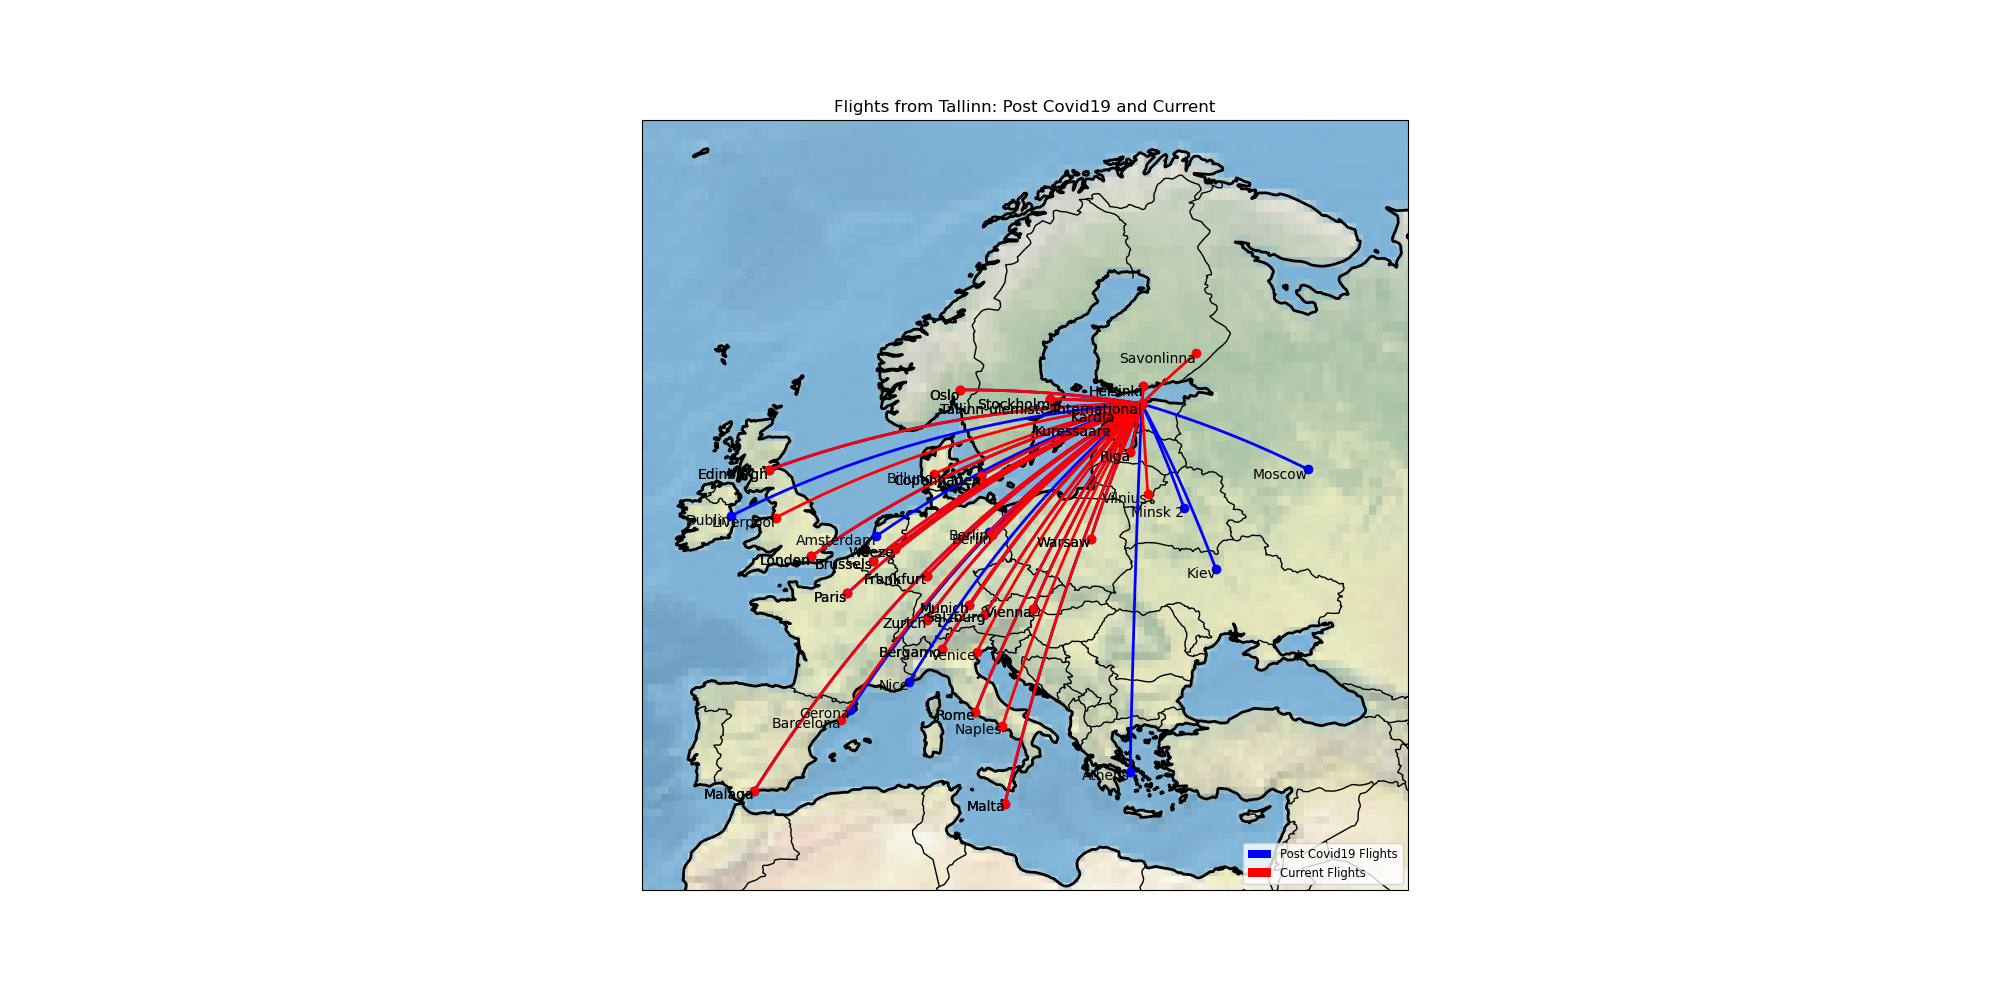 Flights from Tallinn: Post Covid19 and Current
Savonlinna
Helsinki
Oslo
Stockholm
Tallinn-ulemiste International
Kardla
Kuressaare
Riga
Edinburgh
Moscow
Billund
Copenhagen
Vilnius
Minsk 2
Dublin
Liverpool
Berlin
Berlin
Amsterdam
Warsaw
Weeze
London
Brussels
Kiev
Frankfurt
Paris
Munich
Vienna
Salzburg
Zurich
Bergamo
Venice
Nice
Gerona
Rome
Barcelona
Naples
Athens
Malaga
Malta
Post Covid19 Flights
Current Flights